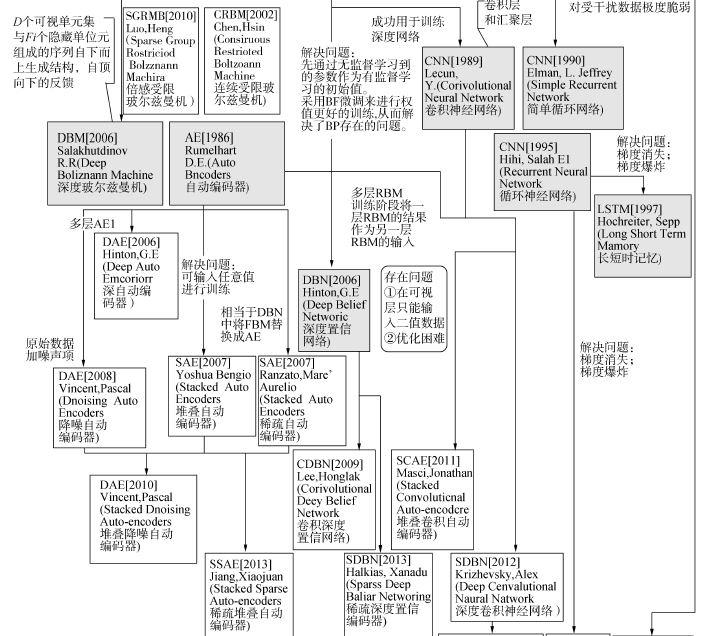 D个可视单元集
与Fi个隐藏单位元
组成的序列自下而
上生成结构，自顶
向下的反馈
SGRMB[2010]
Luo,Heng
(Sparse Group
Rostriciod
Bolzznann
Machira
倍感受限
玻尔兹曼机)
CRBM[2002]
Chen,Hsin
(Consiruous
Restrioted
Boltzoann
Machine
连续受限玻
尔兹曼机)
成功用于训练
深度网络
卷积层
和汇聚层
对受干扰数据极度脆弱
解决问题：
先通过无监督学习到
的参数作为有监督学
习的初始值。
采用BF微调来进行权
值更好的训练,从而解
决了BP存在的问题。
CNN[1989]
Lecun,
Y.(Corivolutional
Neural Network
卷积神经网络)
CNN[1990]
Elman, L. Jeffrey
(Simple Recurrent
Network
简单循环网络)
DBM[2006]
Salakhutdinov
R.R(Deep
Boliznann Machine
深度玻尔兹曼机)
AE[1986]
Rumelhart
D.E.(Auto
Bncoders
自动编码器)
CNN[1995]
Hihi, Salah E1
(Recurrent Neural
Network
循环神经网络)
解决问题：
梯度消失；
梯度爆炸
LSTM[1997]
Hochreiter, Sepp
(Long Short Term
Mamory
长短时记忆)
多层AE1
DAE[2006]
Hinton,G.E
(Deep Auto
Emcoriorr
深自动编
码器)
解决问题：
可输入任意值
进行训练
多层RBM
训练阶段将一
层RBM的结果
作为另一层
RBM的输入
DBN[2006]
Hinton,G.E
(Deep Belief
Networic
深度置信
网络)
存在问题
①在可视
层只能输
入二值数据
②优化困难
相当于DBN
中将FBM替
换成AE
原始数据
加噪声项
解决问题：
梯度消失；
梯度爆炸
DAE[2008]
Vincent,Pascal
(Dnoising Auto
Encoders
降噪自动
编码器)
SAE[2007]
Yoshua Bengio
(Stacked Auto
Encoders
堆叠自动
编码器)
SAE[2007]
Ranzato,Mare'
Aurelio
(Stacked Auto
Encoders
稀疏自动
编码器)
DAE[2010]
Vincent,Pascal
(Stacked Dnoising
Auto-encoders
堆叠降噪自动
编码器)
CDBN[2009]
Lee,Honglak
(Corivolutional
Deey Belief
Network
卷积深度
置信网络)
SCAE[2011]
Masci,Jonathan
(Stacked
Convoluticnal
Auto-encodcre
堆叠卷积自动
编码器)
SSAE[2013]
Jiang,Xiaojuan
(Stacked Sparse
Auto-encoders
稀疏堆叠自动
编码器)
SDBN[2013]
Halkias, Xanadu
(Sparss Deep
Baliar Networing
稀疏深度置信
编码器)
SDBN[2012]
Krizhevsky,Alex
(Deep Cenvalutional
Naural Natwork
深度卷积神经网络)